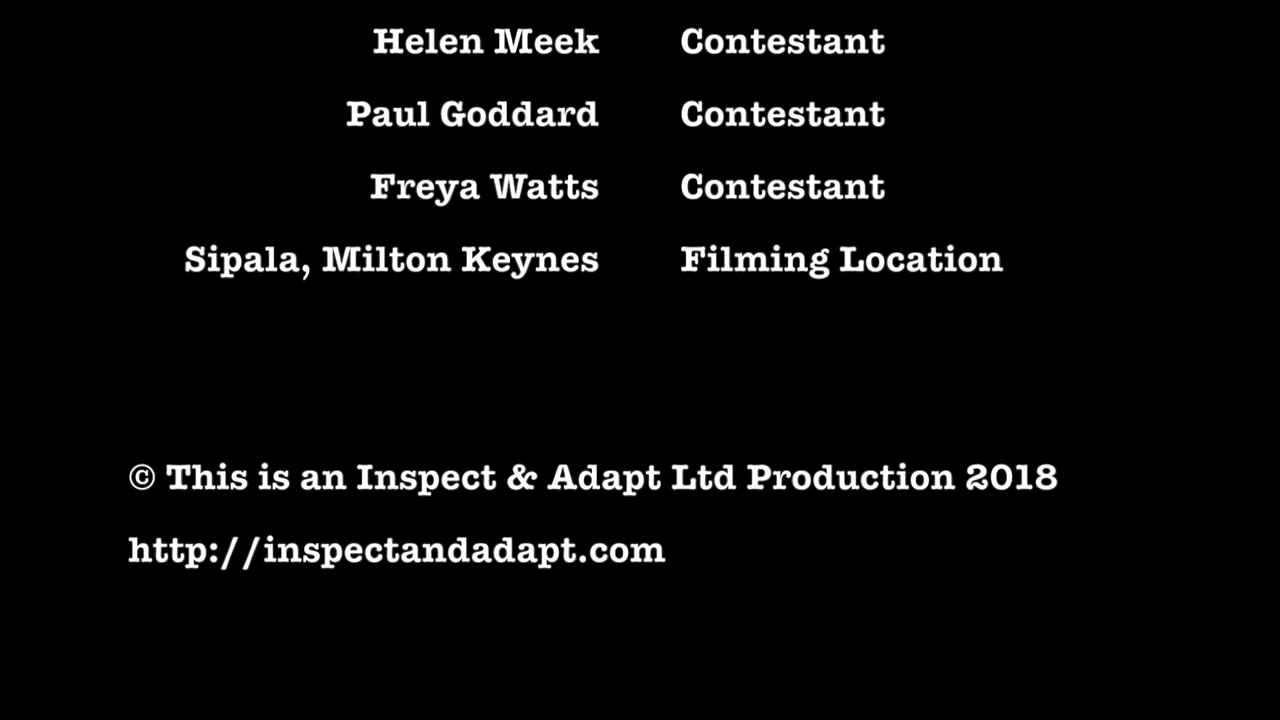 Helen Meek Contestant
Paul Goddard Contestant
Freya Watts Contestant
Sipala, Milton Keynes Filming Location
© This is an Inspect & Adapt Ltd Production 2018
http://inspectandadapt.com